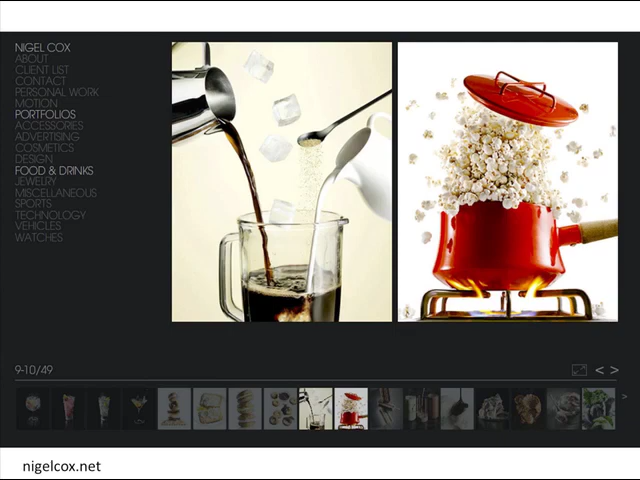 NIGEL COX
ABOUT
CLIENT LIST
CONTACT
PERSONAL WORK
MOTION
PORTFOLIOS
ACCESSORIES
ADVERTISING
COSMETICS
DESIGN
FOOD & DRINKS
JEWELRY
MISCELLANEOUS
SPORTS
TECHNOLOGY
VEHICLES
WATCHES
9-10/49
< >
>
nigelcox.net